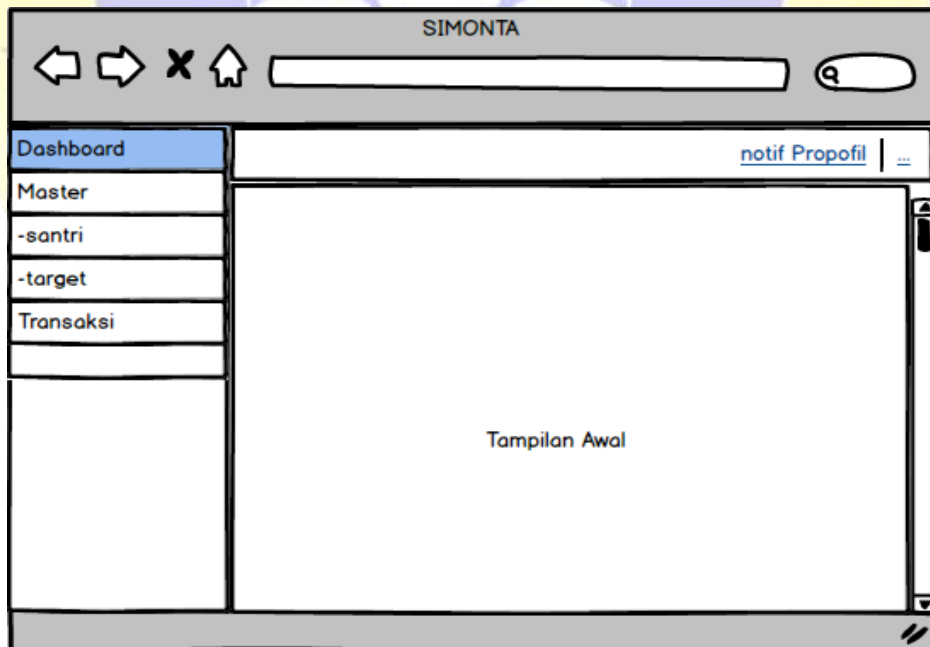 SIMONTA
Dashboard
Master
-santri
-target
Transaksi
notif Propofil
...
Tampilan Awal